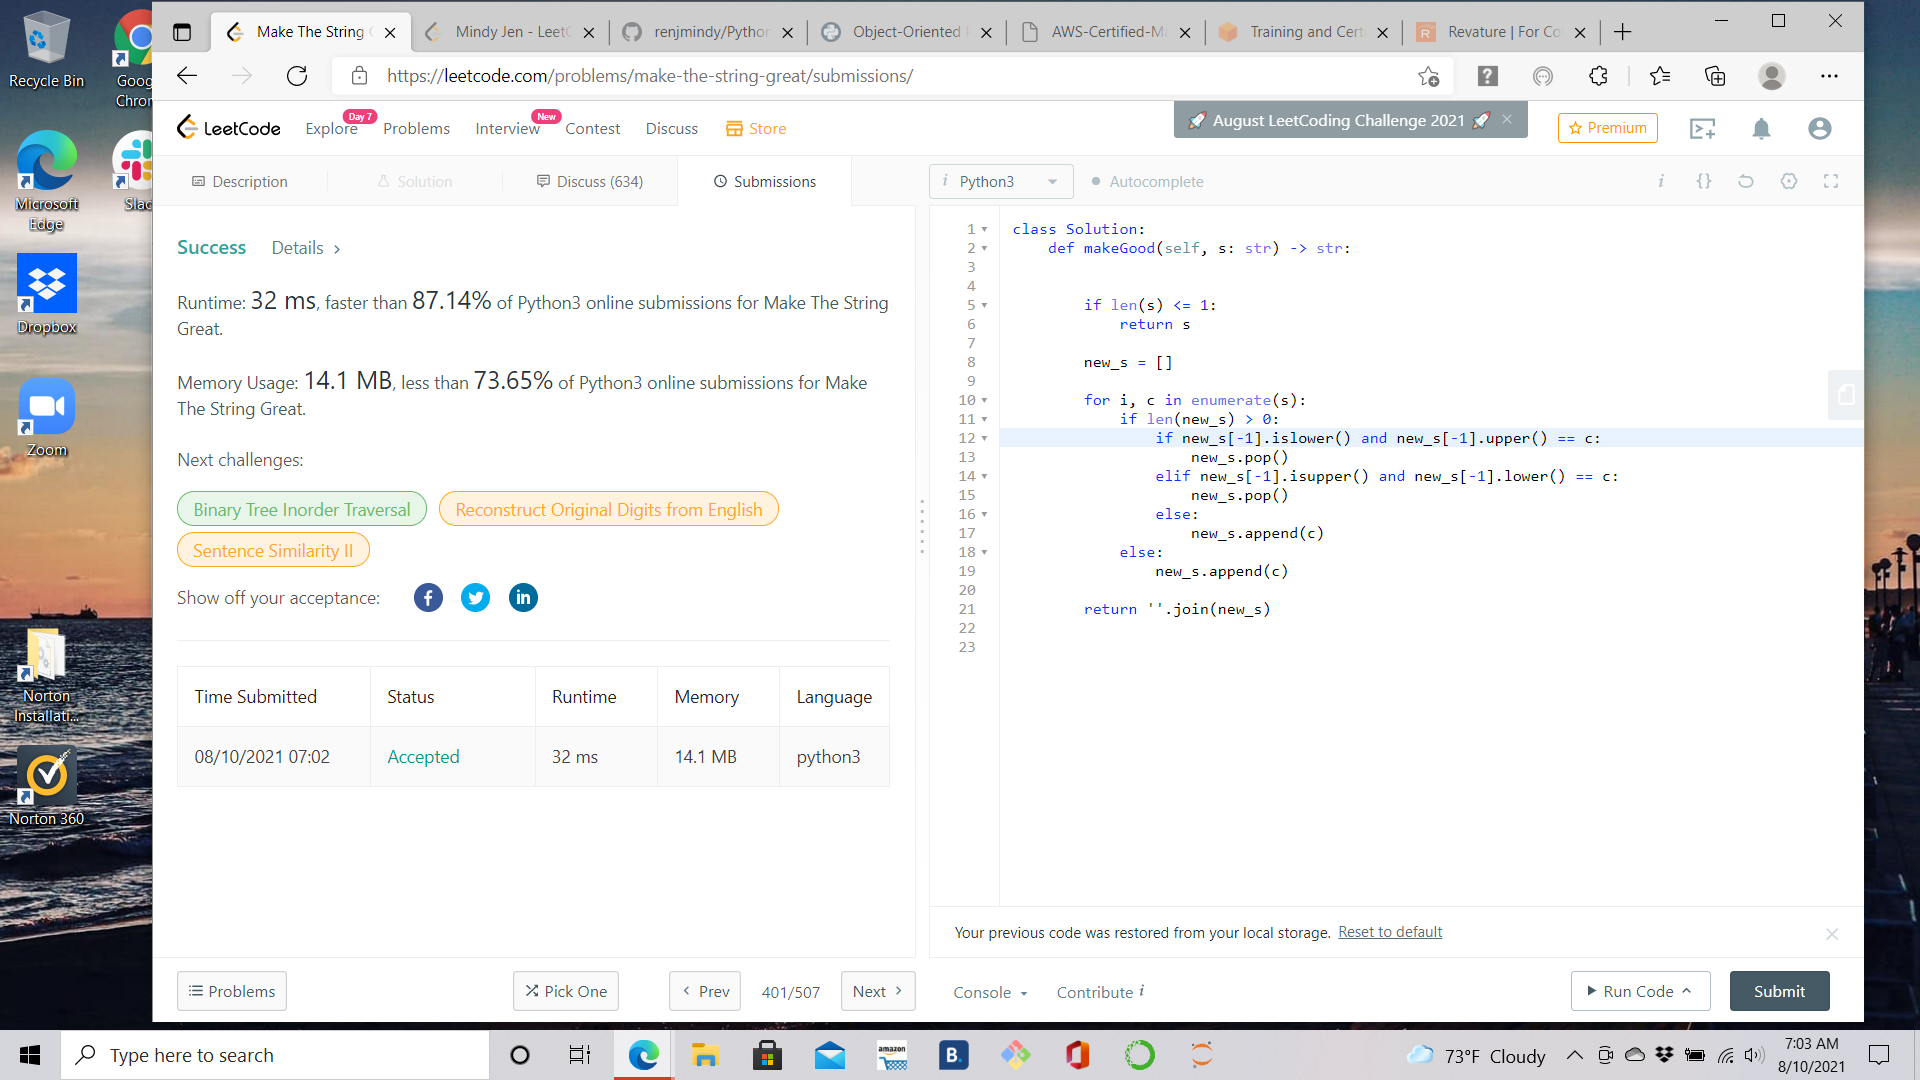 Recycle Bin
Goog
Chron
Microsoft
Edge
Slac
Dropbox
Zoom
Norton
Installati...
Norton 360
Make The String
Mindy Jen - Leet
renjmindy/Python
Object-Oriented
AWS-Certified-M
Training and Cert
Revature | For Co
https://leetcode.com/problems/make-the-string-great/submissions/
LeetCode
Explore
Day 7
Problems
Interview
New
Contest
Discuss
Store
August LeetCoding Challenge 2021
Premium
Description
Solution
Discuss (634)
Submissions
i Python3
Autocomplete
i
{}
Success
Details >
Runtime: 32 ms, faster than 87.14% of Python3 online submissions for Make The String
Great.
Memory Usage: 14.1 MB, less than 73.65% of Python3 online submissions for Make
The String Great.
Next challenges:
Binary Tree Inorder Traversal
Reconstruct Original Digits from English
Sentence Similarity II
Show off your acceptance:
f
in
Time Submitted Status Runtime Memory Language
08/10/2021 07:02 Accepted 32 ms 14.1 MB python3
1 class Solution:
2     def makeGood(self, s: str) -> str:
3
4
5         if len(s) <= 1:
6             return s
7
8         new_s = []
9
10         for i, c in enumerate(s):
11             if len(new_s) > 0:
12                 if new_s[-1].islower() and new_s[-1].upper() == c:
13                     new_s.pop()
14                 elif new_s[-1].isupper() and new_s[-1].lower() == c:
15                     new_s.pop()
16                 else:
17                     new_s.append(c)
18             else:
19                 new_s.append(c)
20
21         return ''.join(new_s)
22
23
Your previous code was restored from your local storage. Reset to default
Problems
Pick One
< Prev
401/507
Next >
Console
Contribute i
Run Code
Submit
Type here to search
amazon
B.
73°F Cloudy
7:03 AM
8/10/2021